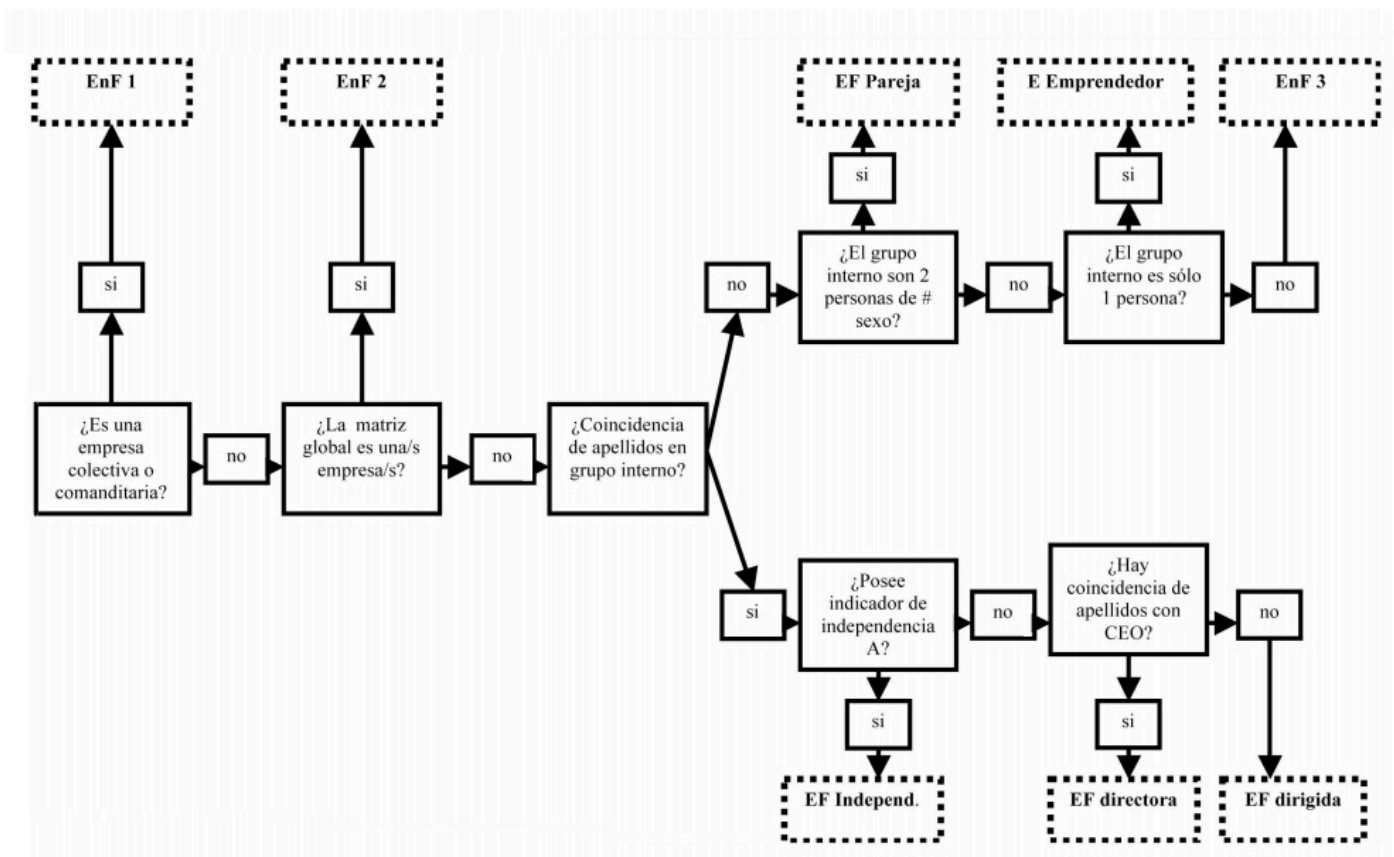 EnF 1
EnF 2
EF Pareja
E Emprendedor
EnF 3
si
si
si
si
¿El grupo
interno son 2
personas de #
sexo?
¿El grupo
interno es sólo
1 persona?
no
no
no
¿Es una
empresa
colectiva o
comanditaria?
no
¿La matriz
global es una/s
empresa/s?
no
¿Coincidencia
de apellidos en
grupo interno?
si
¿Posee
indicador de
independencia
A?
no
¿Hay
coincidencia de
apellidos con
CEO?
no
si
si
EF Independ.
EF directora
EF dirigida